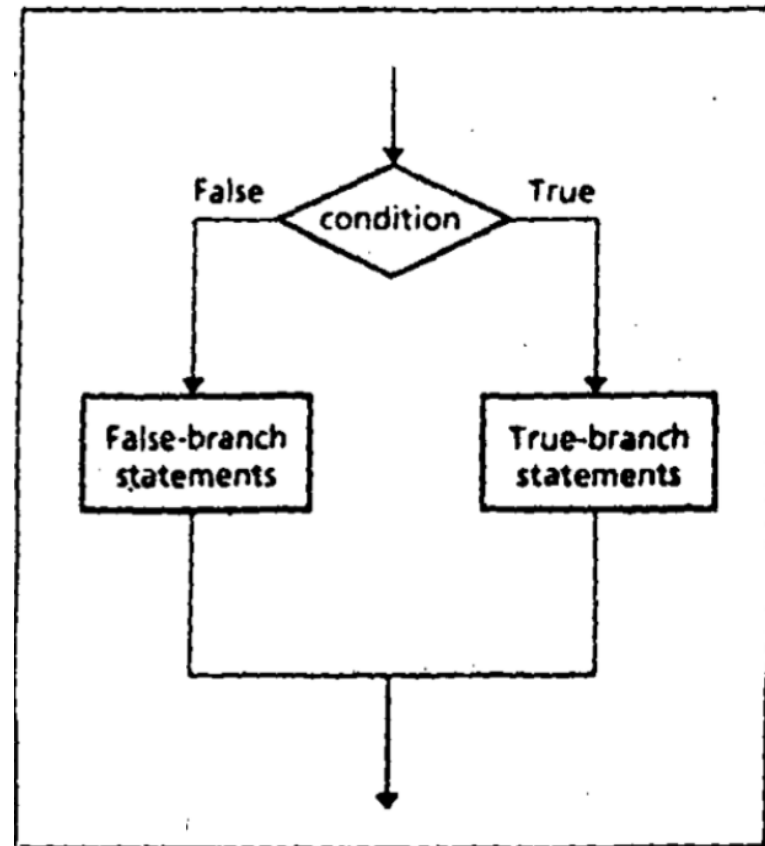 False
True
condition
False-branch
statements
True-branch
statements